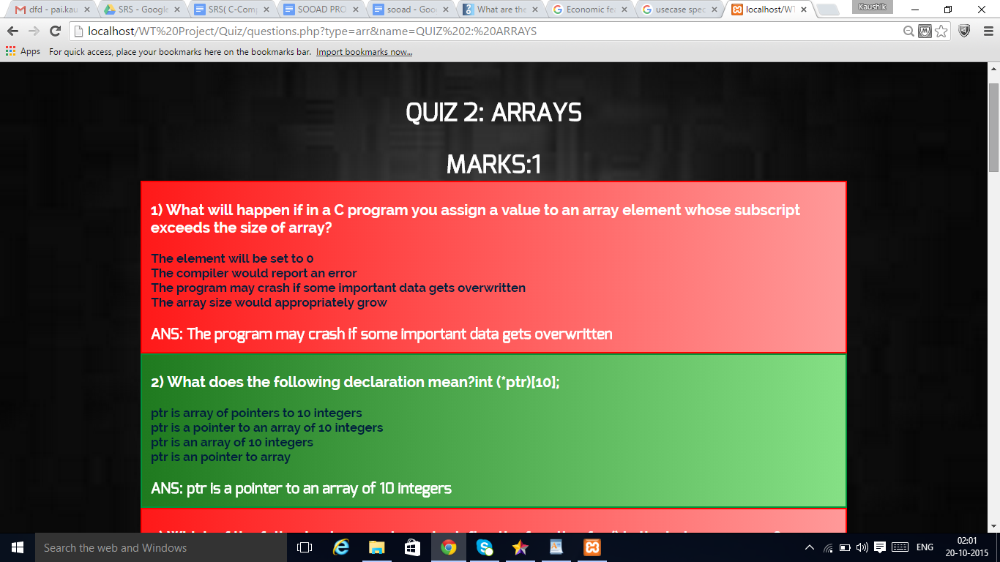 dfd - pai.kau
SRS - Google
SRS( C-Comp
SOOAD PRO
sooad - Goo
What are the
Economic fea
usecase spec
localhost/WT
Kaushik
localhost/WT%20Project/Quiz/questions.php?type=arr&name=QUIZ%202:%20ARRAYS
Apps For quick access, place your bookmarks here on the bookmarks bar. Import bookmarks now...
QUIZ 2: ARRAYS
MARKS:1
1) What will happen if in a C program you assign a value to an array element whose subscript
exceeds the size of array?
The element will be set to 0
The compiler would report an error
The program may crash if some important data gets overwritten
The array size would appropriately grow
ANS: The program may crash if some important data gets overwritten
2) What does the following declaration mean?int (*ptr)[10];
ptr is array of pointers to 10 integers
ptr is a pointer to an array of 10 integers
ptr is an array of 10 integers
ptr is an pointer to array
ANS: ptr is a pointer to an array of 10 integers
Search the web and Windows
ENG
02:01
20-10-2015